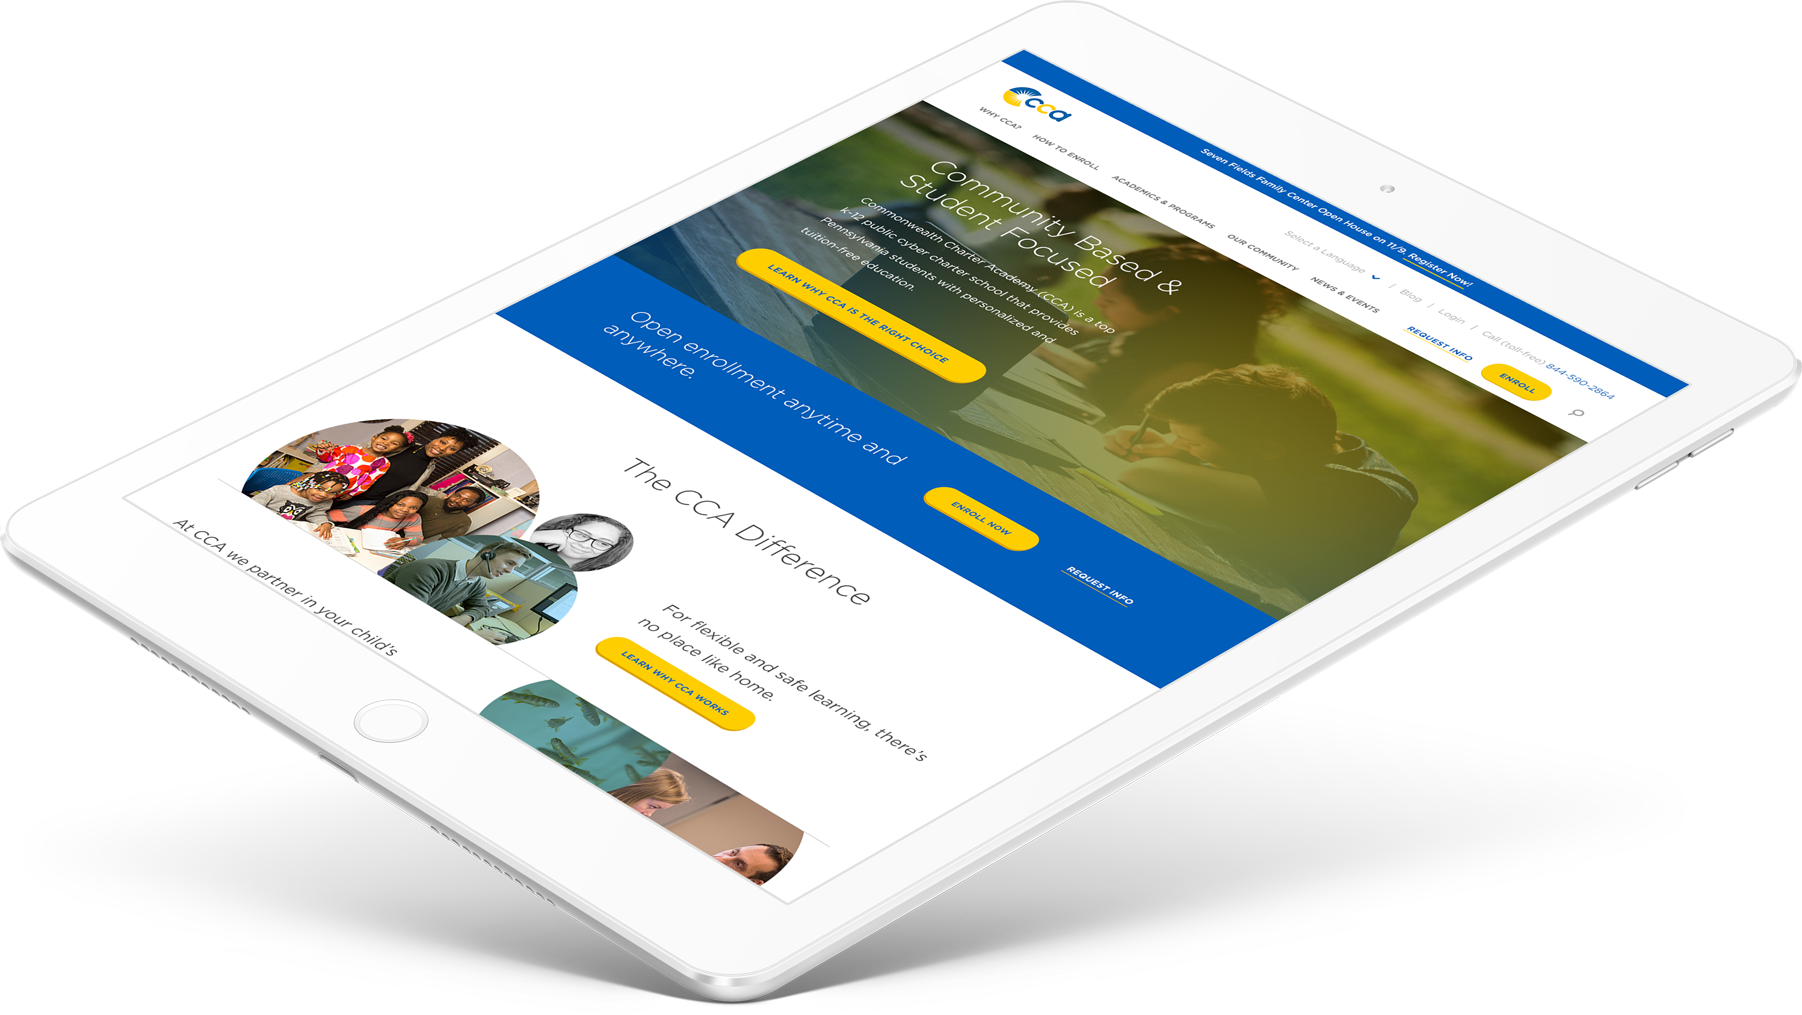 Seven Fields Family Center Open House on 11/9. Register Now!
cca
Select a Language | Blog | Login | Call (toll-free) 844-590-2864
WHY CCA?
HOW TO ENROLL
ACADEMICS & PROGRAMS
OUR COMMUNITY
NEWS & EVENTS
REQUEST INFO
ENROLL
Community Based &
Student Focused
Commonwealth Charter Academy (CCA) is a top
k-12 public cyber charter school that provides
Pennsylvania students with personalized and
tuition-free education.
LEARN WHY CCA IS THE RIGHT CHOICE
Open enrollment anytime and
anywhere.
ENROLL NOW
REQUEST INFO
The CCA Difference
For flexible and safe learning, there's
no place like home.
LEARN WHY CCA WORKS
At CCA we partner in your child's